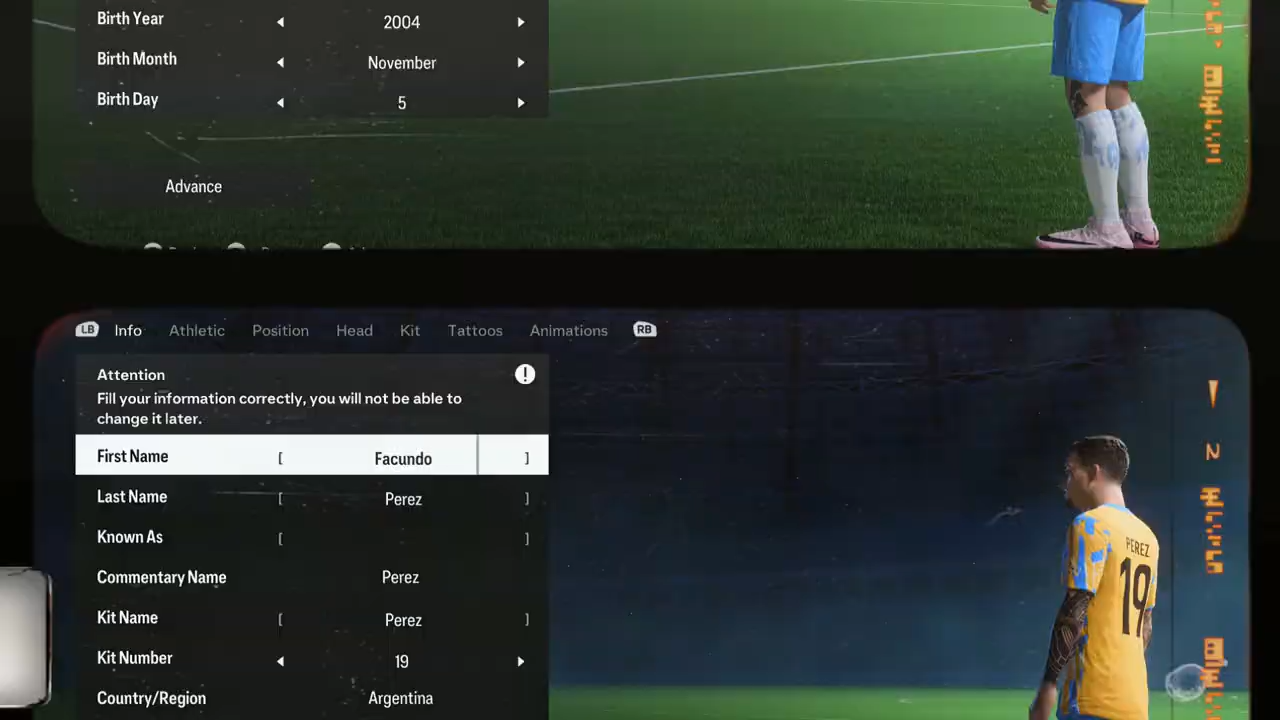 Birth Year 2004
Birth Month November
Birth Day 5
Advance
LB Info Athletic Position Head Kit Tattoos Animations RB
Attention !
Fill your information correctly, you will not be able to
change it later.
First Name [ Facundo ]
Last Name [ Perez ]
Known As [ ]
Commentary Name Perez
Kit Name [ Perez ]
Kit Number 19
Country/Region Argentina
PEREZ
19